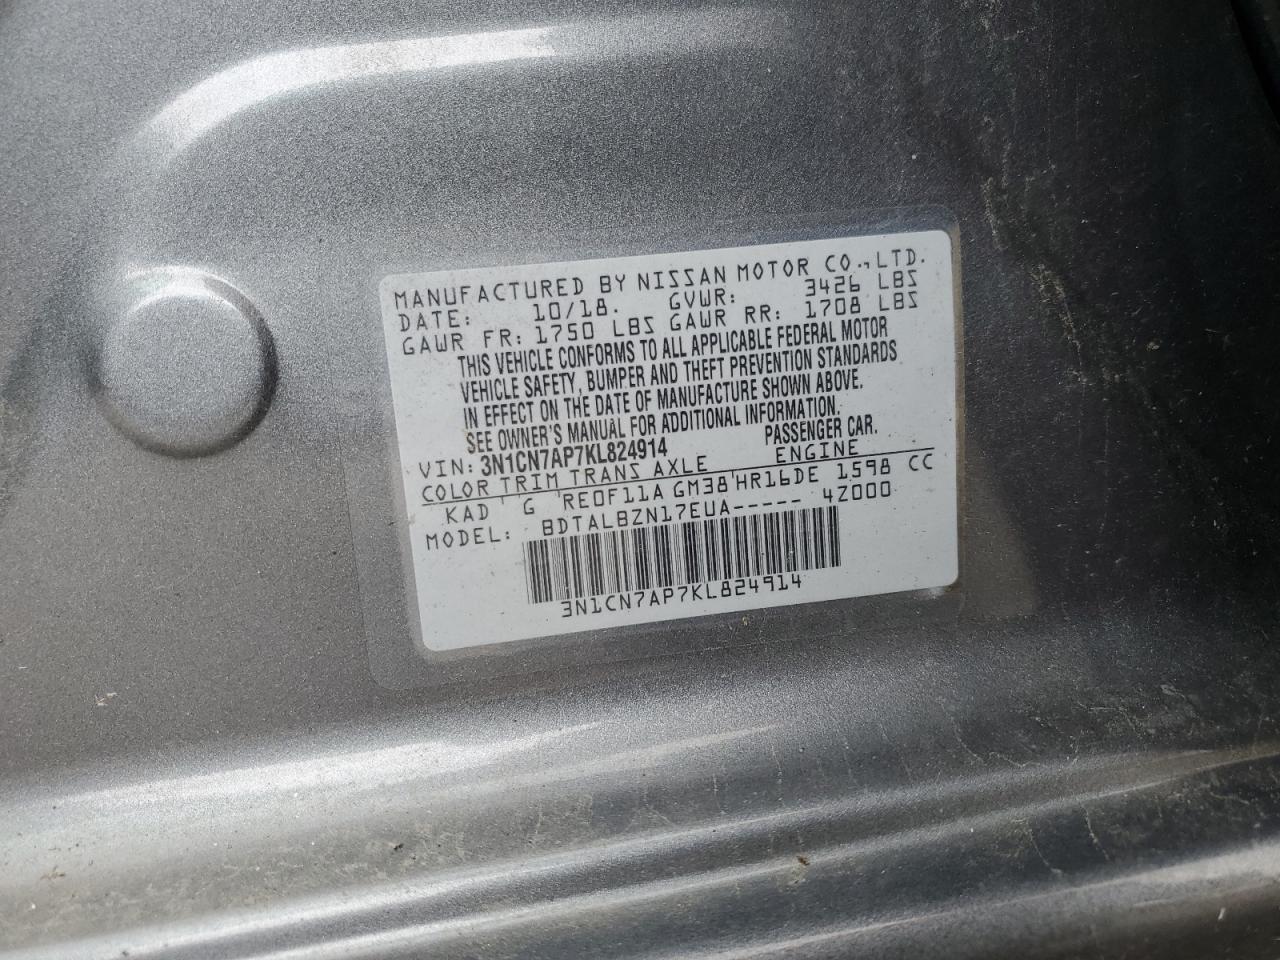 MANUFACTURED BY NISSAN MOTOR CO., LTD.
DATE: 10/18. GVWR: 3426 LBS
GAWR FR: 1750 LBS GAWR RR: 1708 LBS
THIS VEHICLE CONFORMS TO ALL APPLICABLE FEDERAL MOTOR
VEHICLE SAFETY, BUMPER AND THEFT PREVENTION STANDARDS
IN EFFECT ON THE DATE OF MANUFACTURE SHOWN ABOVE.
SEE OWNER'S MANUAL FOR ADDITIONAL INFORMATION.
VIN: 3N1CN7AP7KL824914 PASSENGER CAR.
COLOR TRIM TRANS AXLE ENGINE
KAD G RE0F11A GM38 HR16DE 1598 CC
MODEL: BDTALBZN17EUA----- 4Z000
3N1CN7AP7KL824914